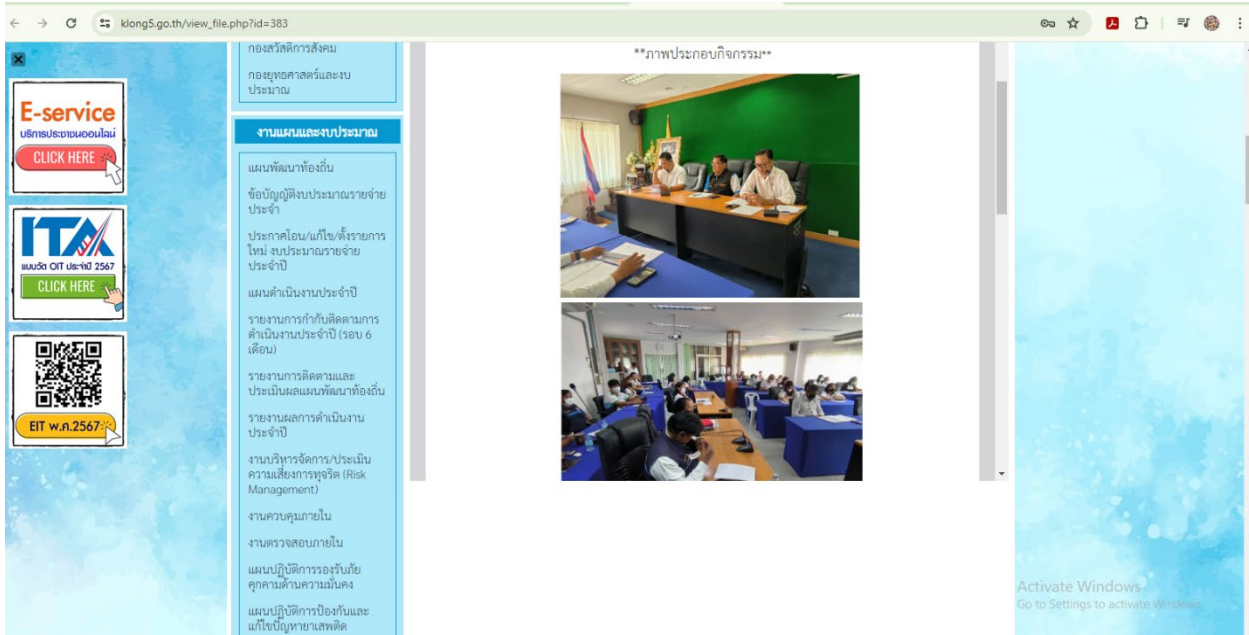 klong5.go.th/view_file.php?id=383
E-service
บริการประชาชนออนไลน์
CLICK HERE
ITA
แบบวัด OIT ประจำปี 2567
CLICK HERE
EIT พ.ศ.2567
กองสวัสดิการสังคม
กองยุทธศาสตร์และงบ
ประมาณ
งานแผนและงบประมาณ
แผนพัฒนาท้องถิ่น
ข้อบัญญัติงบประมาณรายจ่าย
ประจำ
ประกาศโอน/แก้ไข/ตั้งรายการ
ใหม่ งบประมาณรายจ่าย
ประจำปี
แผนดำเนินงานประจำปี
รายงานการกำกับติดตามการ
ดำเนินงานประจำปี (รอบ 6
เดือน)
รายงานการติดตามและ
ประเมินผลแผนพัฒนาท้องถิ่น
รายงานผลการดำเนินงาน
ประจำปี
งานบริหารจัดการ/ประเมิน
ความเสี่ยงการทุจริต (Risk
Management)
งานควบคุมภายใน
งานตรวจสอบภายใน
แผนปฏิบัติการรองรับภัย
คุกคามด้านความมั่นคง
แผนปฏิบัติการป้องกันและ
แก้ไขปัญหายาเสพติด
**ภาพประกอบกิจกรรม**
Activate Windows
Go to Settings to activate Windows.